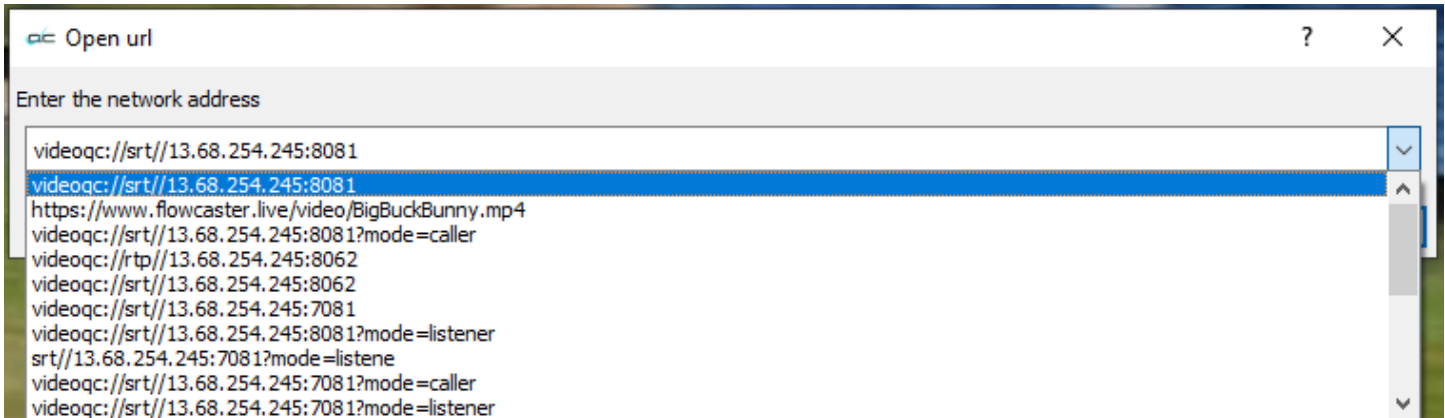 Open url
Enter the network address
videoqc://srt//13.68.254.245:8081
videoqc://srt//13.68.254.245:8081
https://www.flowcaster.live/video/BigBuckBunny.mp4
videoqc://srt//13.68.254.245:8081?mode=caller
videoqc://rtp//13.68.254.245:8062
videoqc://srt//13.68.254.245:8062
videoqc://srt//13.68.254.245:7081
videoqc://srt//13.68.254.245:8081?mode=listener
srt//13.68.254.245:7081?mode=listene
videoqc://srt//13.68.254.245:7081?mode=caller
videoqc://srt//13.68.254.245:7081?mode=listener